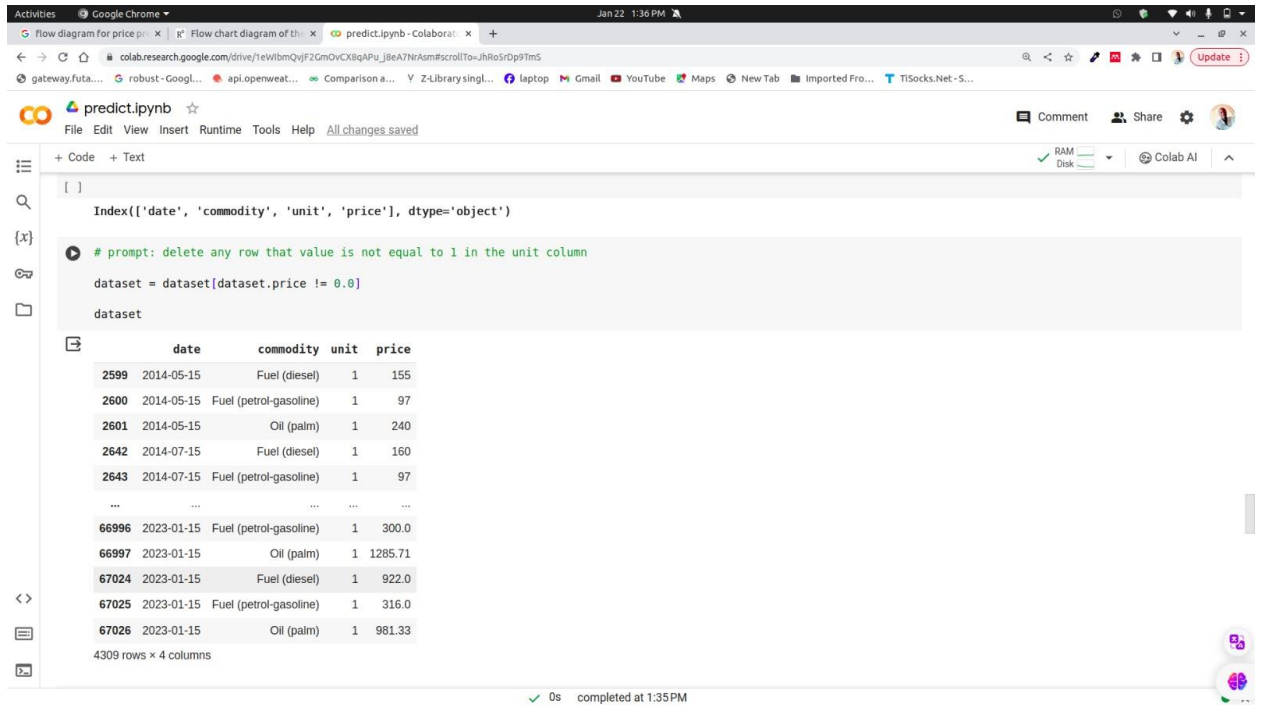 Activities Google Chrome Jan 22 1:36 PM
flow diagram for price pr Flow chart diagram of the predict.ipynb - Colaborat
colab.research.google.com/drive/1eWIbmQvjF2GmOvCX8qAPu_j8eA7NrAsm#scrollTo=JhRoSrDp9TmS Update
gateway.futa.... robust - Googl... api.openweat... Comparison a... Z-Library singl... laptop Gmail YouTube Maps New Tab Imported Fro... TiSocks.Net - S...
predict.ipynb
File Edit View Insert Runtime Tools Help All changes saved
Comment Share
+ Code + Text
RAM
Disk
Colab AI
[ ]
Index(['date', 'commodity', 'unit', 'price'], dtype='object')
# prompt: delete any row that value is not equal to 1 in the unit column
dataset = dataset[dataset.price != 0.0]
dataset
date commodity unit price
2599 2014-05-15 Fuel (diesel) 1 155
2600 2014-05-15 Fuel (petrol-gasoline) 1 97
2601 2014-05-15 Oil (palm) 1 240
2642 2014-07-15 Fuel (diesel) 1 160
2643 2014-07-15 Fuel (petrol-gasoline) 1 97
... ... ... ... ...
66996 2023-01-15 Fuel (petrol-gasoline) 1 300.0
66997 2023-01-15 Oil (palm) 1 1285.71
67024 2023-01-15 Fuel (diesel) 1 922.0
67025 2023-01-15 Fuel (petrol-gasoline) 1 316.0
67026 2023-01-15 Oil (palm) 1 981.33
4309 rows × 4 columns
0s completed at 1:35 PM